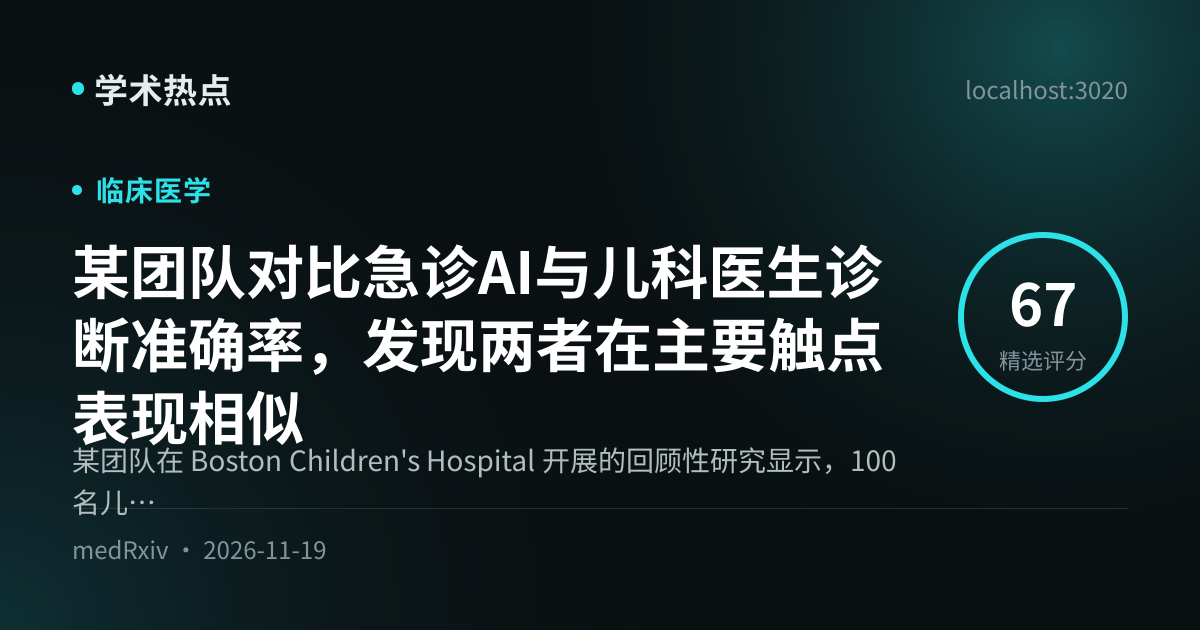 学术热点
localhost:3020
临床医学
某团队对比急诊AI与儿科医生诊
断准确率，发现两者在主要触点
表现相似
67
精选评分
某团队在 Boston Children's Hospital 开展的回顾性研究显示，100
名儿…
medRxiv · 2026-11-19